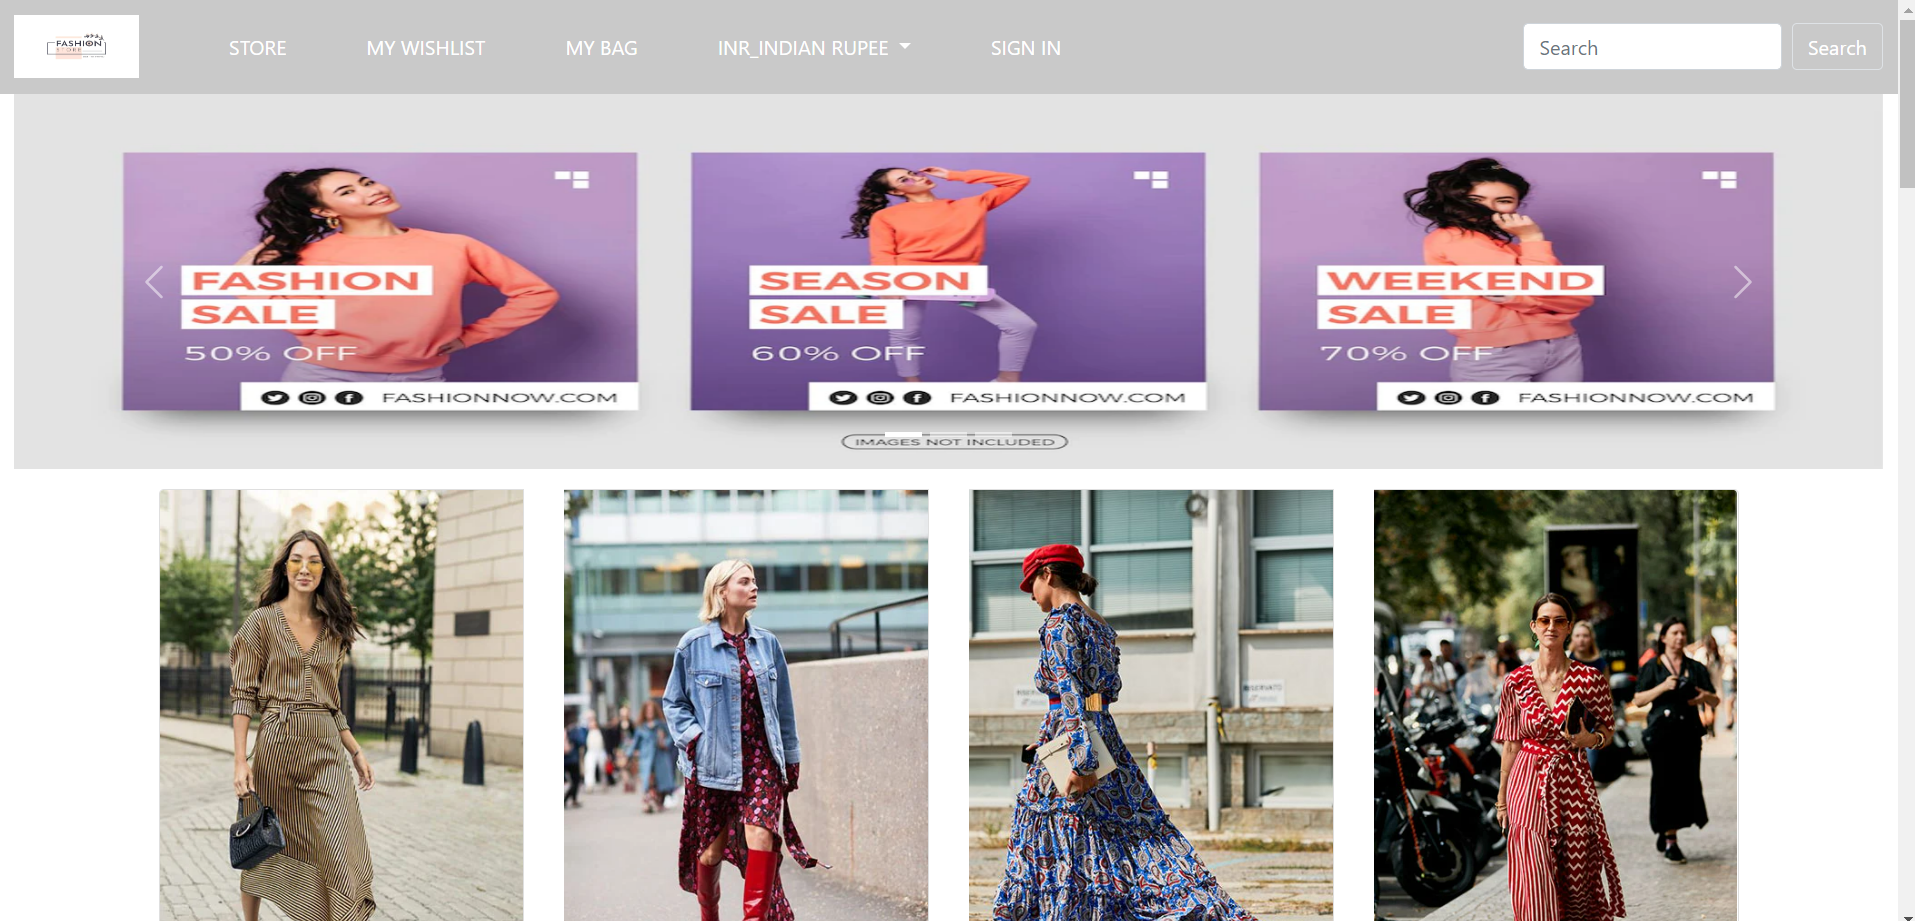 FASHION
STORE
STORE
MY WISHLIST
MY BAG
INR_INDIAN RUPEE
SIGN IN
Search
Search
FASHION
SALE
50% OFF
FASHIONNOW.COM
SEASON
SALE
60% OFF
FASHIONNOW.COM
WEEKEND
SALE
70% OFF
FASHIONNOW.COM
IMAGES NOT INCLUDED
RISERVATO